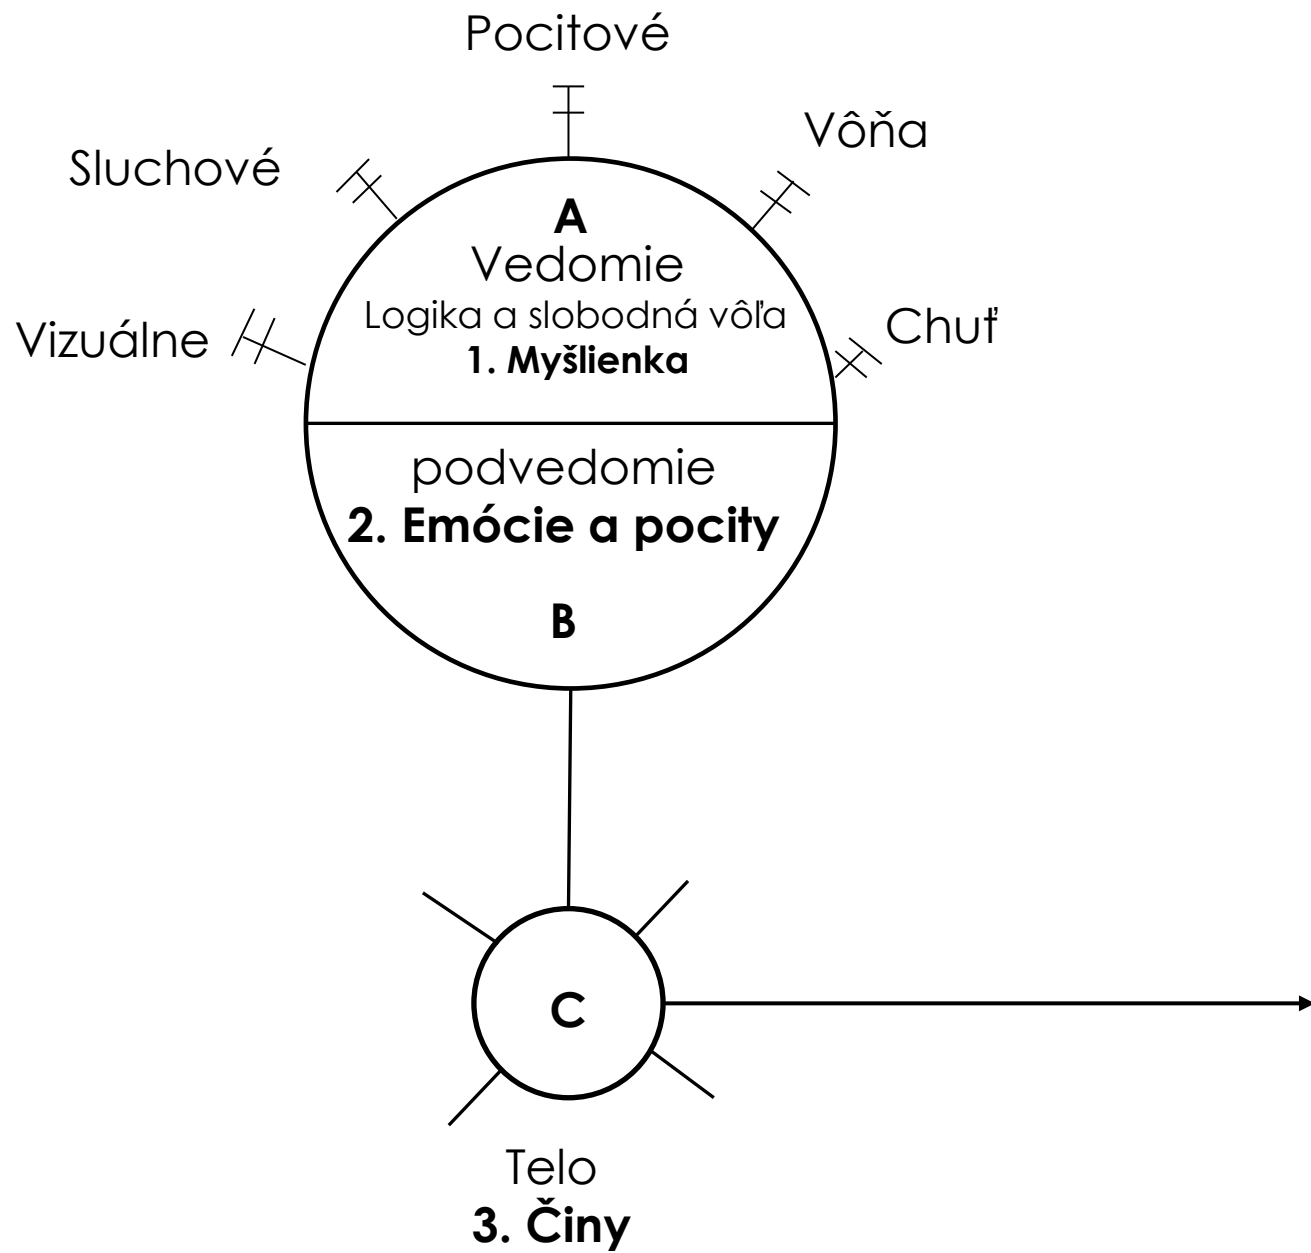 Pocitové
Vôňa
Sluchové
Chuť
Vizuálne
A
Vedomie
Logika a slobodná vôľa
1. Myšlienka
podvedomie
2. Emócie a pocity
B
C
Telo
3. Činy